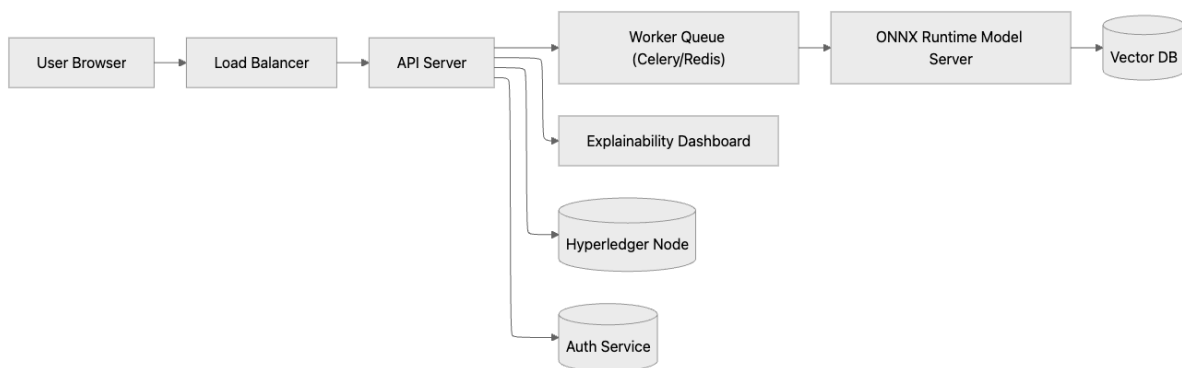 User Browser
Load Balancer
API Server
Worker Queue
(Celery/Redis)
ONNX Runtime Model
Server
Vector DB
Explainability Dashboard
Hyperledger Node
Auth Service